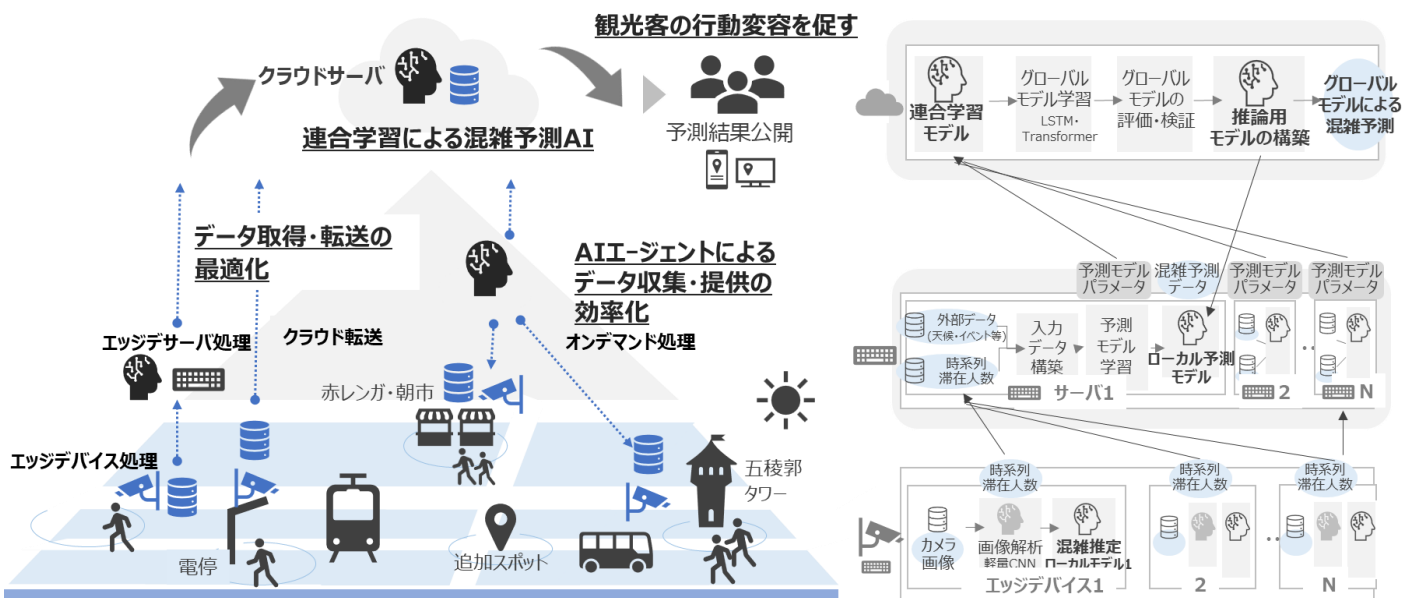 観光客の行動変容を促す
クラウドサーバ
連合学習による混雑予測AI
予測結果公開
データ取得・転送の
最適化
AIエージェントによる
データ収集・提供の
効率化
エッジデサーバ処理
クラウド転送
オンデマンド処理
赤レンガ・朝市
エッジデバイス処理
五稜郭
タワー
電停
追加スポット
連合学習
モデル
グローバル
モデル学習
LSTM・
Transformer
グローバル
モデルの
評価・検証
推論用
モデルの構築
グローバル
モデルによる
混雑予測
予測モデル
パラメータ
混雑予測
データ
予測モデル
パラメータ
予測モデル
パラメータ
外部データ
(天候・イベント等)
時系列
滞在人数
入力
データ
構築
予測
モデル
学習
ローカル予測
モデル
サーバ1
2
‥
N
時系列
滞在人数
時系列
滞在人数
時系列
滞在人数
カメラ
画像
画像解析
軽量CNN
混雑推定
ローカルモデル1
エッジデバイス1
2
‥
N